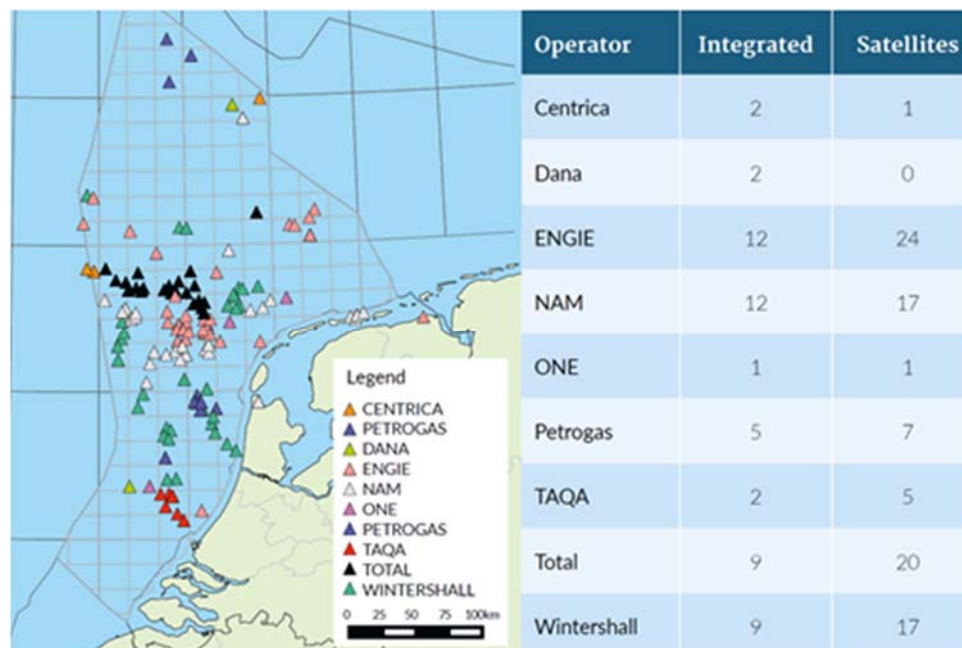 Legend
CENTRICA
PETROGAS
DANA
ENGIE
NAM
ONE
PETROGAS
TAQA
TOTAL
WINTERSHALL
0 25 50 75 100km
Operator Integrated Satellites
Centrica 2 1
Dana 2 0
ENGIE 12 24
NAM 12 17
ONE 1 1
Petrogas 5 7
TAQA 2 5
Total 9 20
Wintershall 9 17